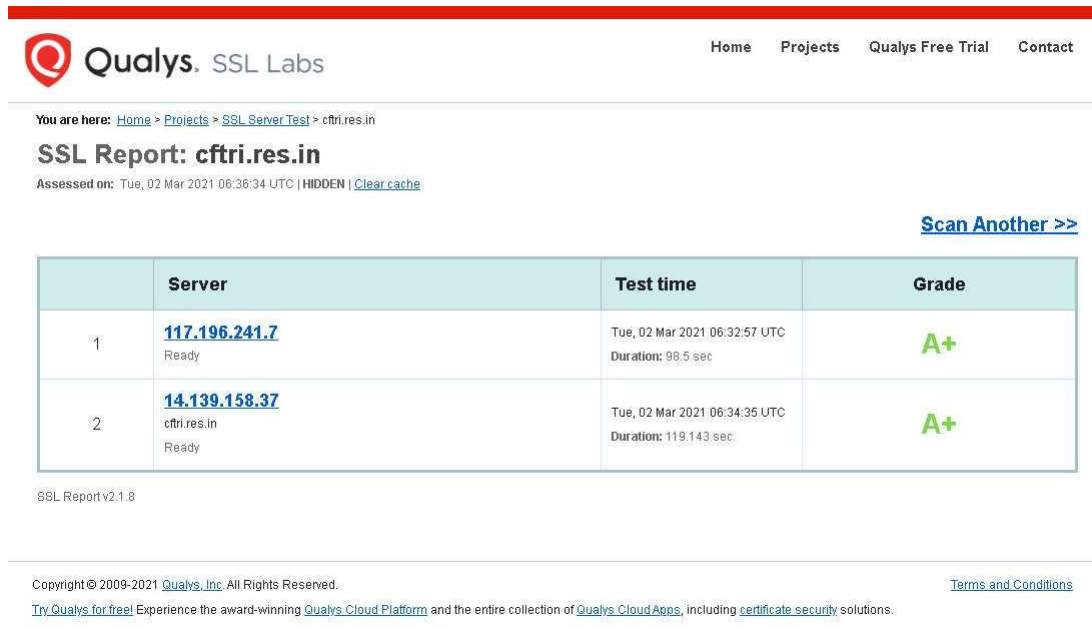 Qualys. SSL Labs
Home Projects Qualys Free Trial Contact
You are here: Home > Projects > SSL Server Test > cftri.res.in
SSL Report: cftri.res.in
Assessed on: Tue, 02 Mar 2021 06:36:34 UTC | HIDDEN | Clear cache
Scan Another >>
Server Test time Grade
1 117.196.241.7 Tue, 02 Mar 2021 06:32:57 UTC A+
Ready Duration: 98.5 sec
2 14.139.158.37 Tue, 02 Mar 2021 06:34:35 UTC A+
cftri.res.in Duration: 119.143 sec
Ready
SSL Report v2.1.8
Copyright © 2009-2021 Qualys, Inc. All Rights Reserved. Terms and Conditions
Try Qualys for free! Experience the award-winning Qualys Cloud Platform and the entire collection of Qualys Cloud Apps, including certificate security solutions.